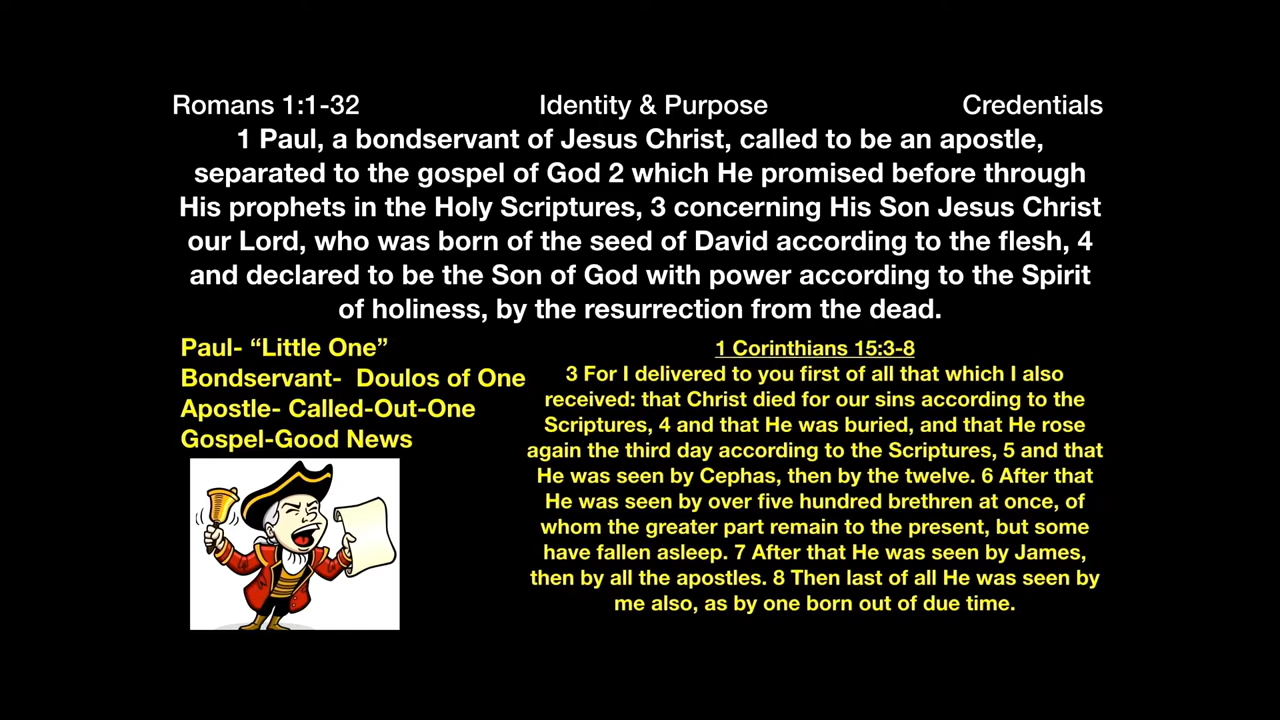 Romans 1:1-32 Identity & Purpose Credentials
1 Paul, a bondservant of Jesus Christ, called to be an apostle,
separated to the gospel of God 2 which He promised before through
His prophets in the Holy Scriptures, 3 concerning His Son Jesus Christ
our Lord, who was born of the seed of David according to the flesh, 4
and declared to be the Son of God with power according to the Spirit
of holiness, by the resurrection from the dead.
Paul- “Little One”
Bondservant-  Doulos of One
Apostle- Called-Out-One
Gospel-Good News
1 Corinthians 15:3-8
3 For I delivered to you first of all that which I also
received: that Christ died for our sins according to the
Scriptures, 4 and that He was buried, and that He rose
again the third day according to the Scriptures, 5 and that
He was seen by Cephas, then by the twelve. 6 After that
He was seen by over five hundred brethren at once, of
whom the greater part remain to the present, but some
have fallen asleep. 7 After that He was seen by James,
then by all the apostles. 8 Then last of all He was seen by
me also, as by one born out of due time.